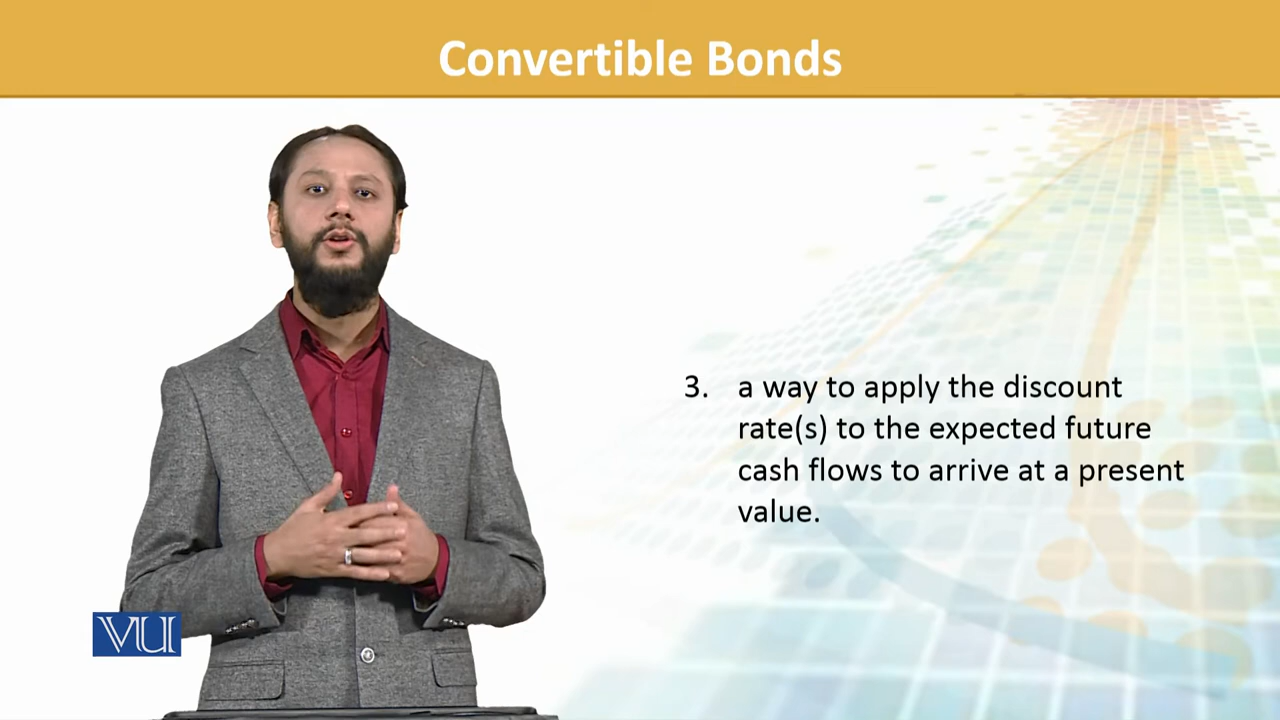 Convertible Bonds
3. a way to apply the discount
rate(s) to the expected future
cash flows to arrive at a present
value.
VU